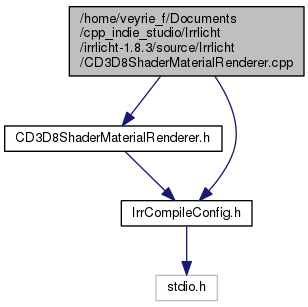 /home/veyrie_f/Documents
/cpp_indie_studio/Irrlicht
/irrlicht-1.8.3/source/Irrlicht
/CD3D8ShaderMaterialRenderer.cpp
CD3D8ShaderMaterialRenderer.h
IrrCompileConfig.h
stdio.h